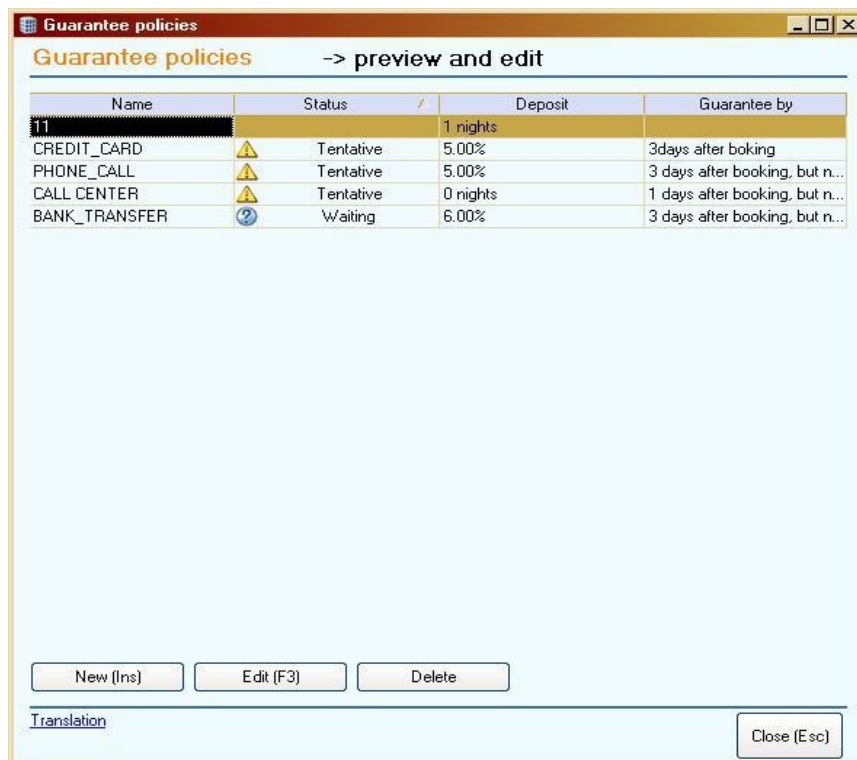 Guarantee policies
Guarantee policies -> preview and edit
Name Status Deposit Guarantee by
11 1 nights
CREDIT_CARD Tentative 5.00% 3days after boking
PHONE_CALL Tentative 5.00% 3 days after booking, but n...
CALL CENTER Tentative 0 nights 1 days after booking, but n...
BANK_TRANSFER Waiting 6.00% 3 days after booking, but n...
New (Ins) Edit (F3) Delete
Translation
Close (Esc)